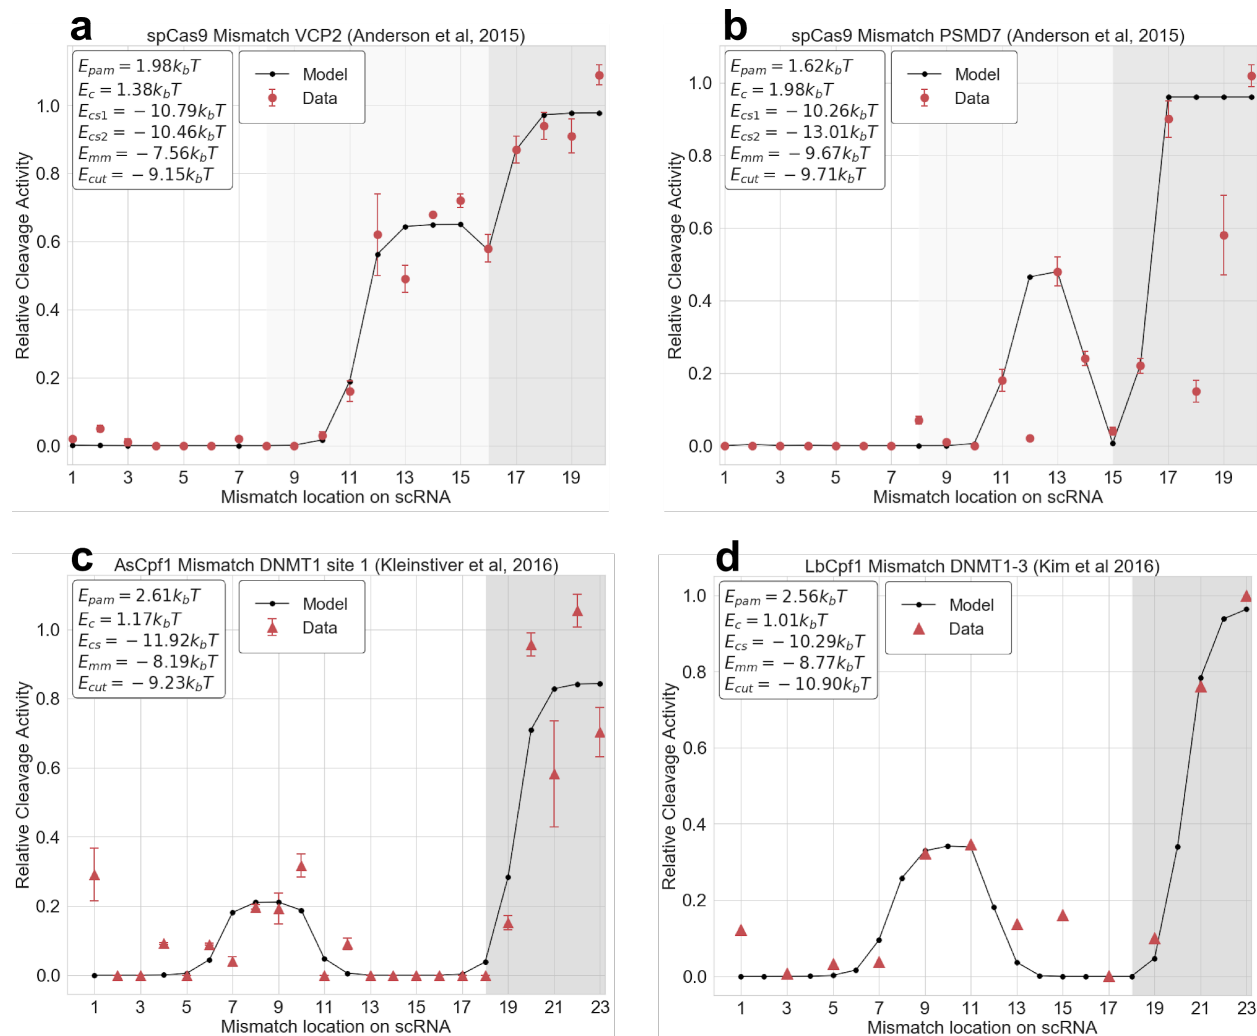 a
spCas9 Mismatch VCP2 (Anderson et al, 2015)
E_pam = 1.98k_bT
E_c = 1.38k_bT
E_cs1 = − 10.79k_bT
E_cs2 = − 10.46k_bT
E_mm = − 7.56k_bT
E_cut = − 9.15k_bT
Model
Data
Relative Cleavage Activity
1.0
0.8
0.6
0.4
0.2
0.0
1 3 5 7 9 11 13 15 17 19
Mismatch location on scRNA
b
spCas9 Mismatch PSMD7 (Anderson et al, 2015)
E_pam = 1.62k_bT
E_c = 1.98k_bT
E_cs1 = − 10.26k_bT
E_cs2 = − 13.01k_bT
E_mm = − 9.67k_bT
E_cut = − 9.71k_bT
Model
Data
Relative Cleavage Activity
1.0
0.8
0.6
0.4
0.2
0.0
1 3 5 7 9 11 13 15 17 19
Mismatch location on scRNA
c
AsCpf1 Mismatch DNMT1 site 1 (Kleinstiver et al, 2016)
E_pam = 2.61k_bT
E_c = 1.17k_bT
E_cs = − 11.92k_bT
E_mm = − 8.19k_bT
E_cut = − 9.23k_bT
Model
Data
Relative Cleavage Activity
1.0
0.8
0.6
0.4
0.2
0.0
1 3 5 7 9 11 13 15 17 19 21 23
Mismatch location on scRNA
d
LbCpf1 Mismatch DNMT1-3 (Kim et al 2016)
E_pam = 2.56k_bT
E_c = 1.01k_bT
E_cs = − 10.29k_bT
E_mm = − 8.77k_bT
E_cut = − 10.90k_bT
Model
Data
Relative Cleavage Activity
1.0
0.8
0.6
0.4
0.2
0.0
1 3 5 7 9 11 13 15 17 19 21 23
Mismatch location on scRNA